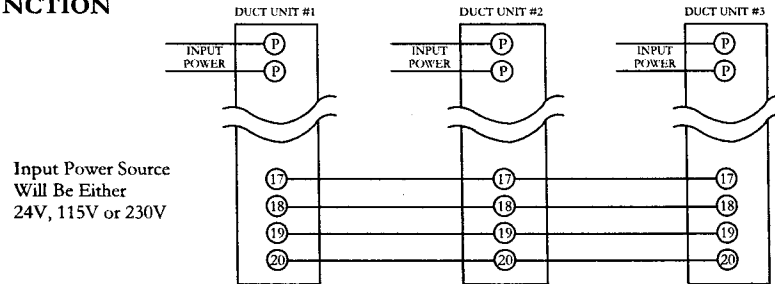 NCTION
DUCT UNIT #1
DUCT UNIT #2
DUCT UNIT #3
INPUT
POWER
P
P
INPUT
POWER
P
P
INPUT
POWER
P
P
Input Power Source
Will Be Either
24V, 115V or 230V
17
17
17
18
18
18
19
19
19
20
20
20